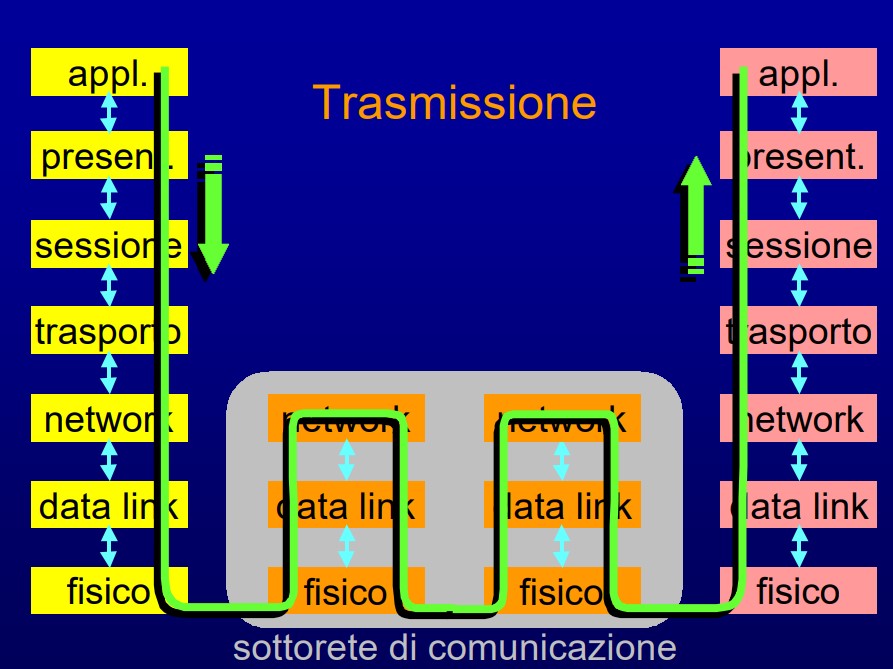 Trasmissione
appl.
present.
sessione
trasporto
network
data link
fisico
network
data link
fisico
network
data link
fisico
appl.
present.
sessione
trasporto
network
data link
fisico
sottorete di comunicazione